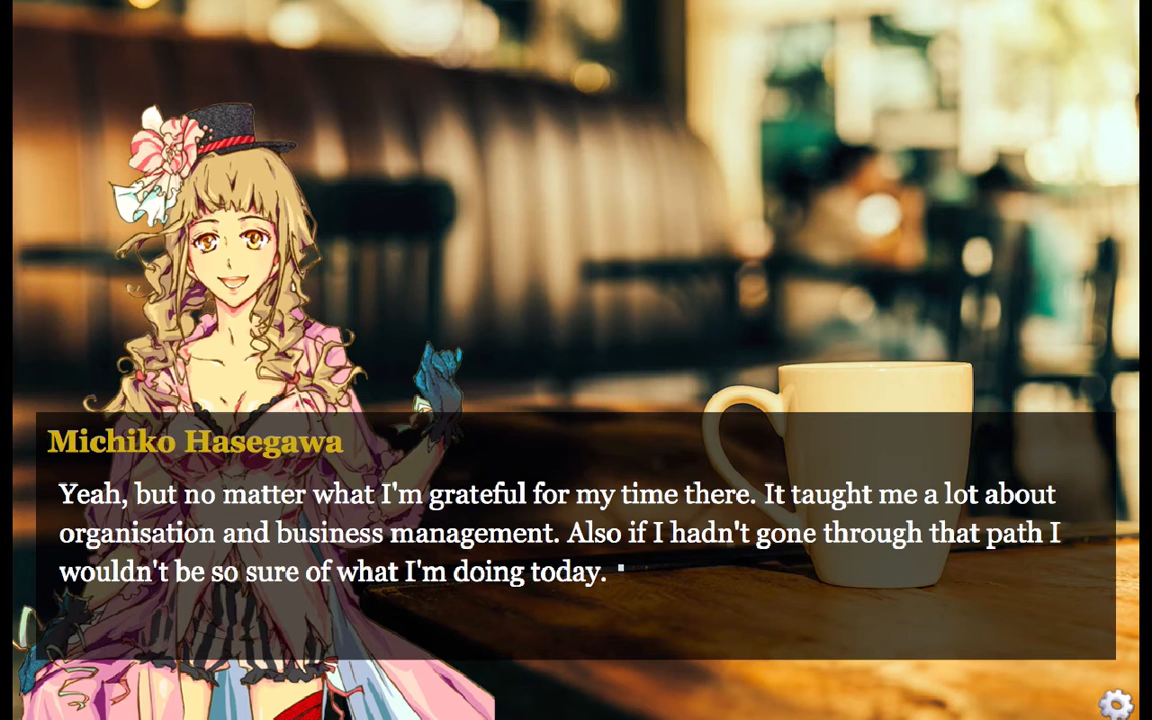 Michiko Hasegawa
Yeah, but no matter what I'm grateful for my time there. It taught me a lot about
organisation and business management. Also if I hadn't gone through that path I
wouldn't be so sure of what I'm doing today.